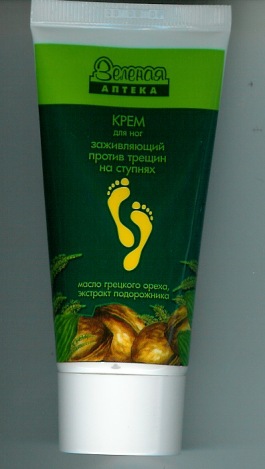 Зеленая
АПТЕКА
КРЕМ
для ног
заживляющий
против трещин
на ступнях
масло грецкого ореха,
экстракт подорожника